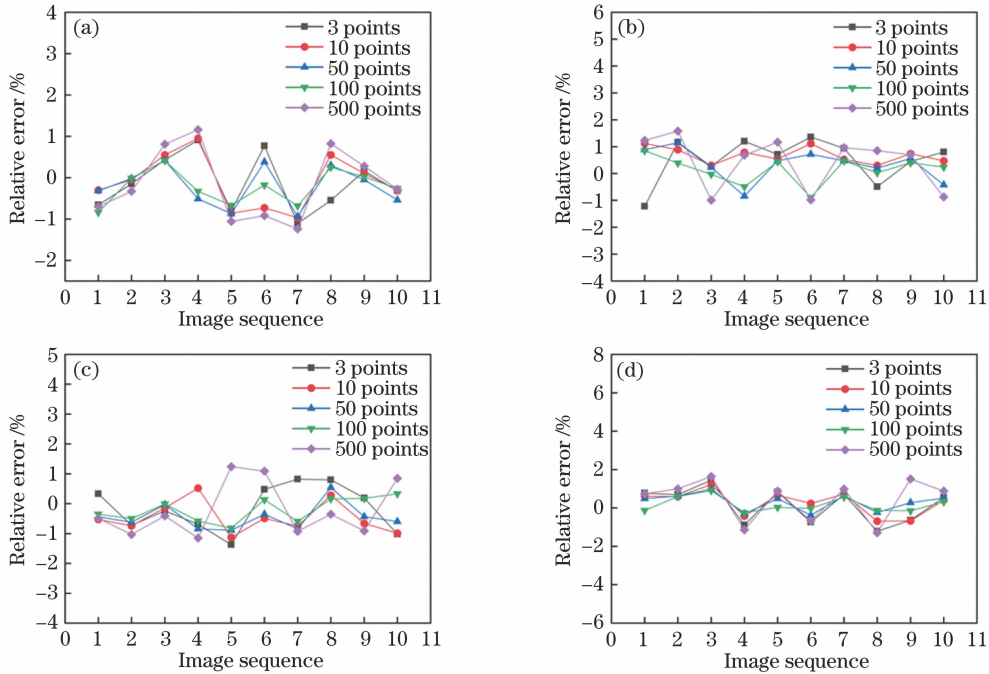 (a)
3 points
10 points
50 points
100 points
500 points
4
3
2
1
0
−1
−2
Relative error /%
0 1 2 3 4 5 6 7 8 9 10 11
Image sequence
(b)
3 points
10 points
50 points
100 points
500 points
6
5
4
3
2
1
0
−1
−2
−3
−4
Relative error /%
0 1 2 3 4 5 6 7 8 9 10 11
Image sequence
(c)
3 points
10 points
50 points
100 points
500 points
5
4
3
2
1
0
−1
−2
−3
−4
Relative error /%
0 1 2 3 4 5 6 7 8 9 10 11
Image sequence
(d)
3 points
10 points
50 points
100 points
500 points
8
6
4
2
0
−2
−4
−6
Relative error /%
0 1 2 3 4 5 6 7 8 9 10 11
Image sequence